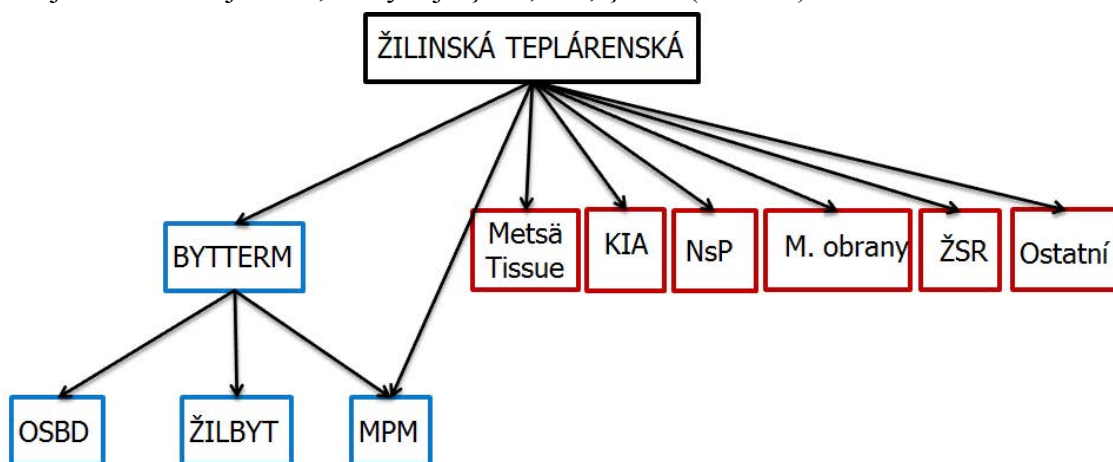 ŽILINSKÁ TEPLÁRENSKÁ
BYTTERM
Metsä
Tissue
KIA
NsP
M. obrany
ŽSR
Ostatní
OSBD
ŽILBYT
MPM